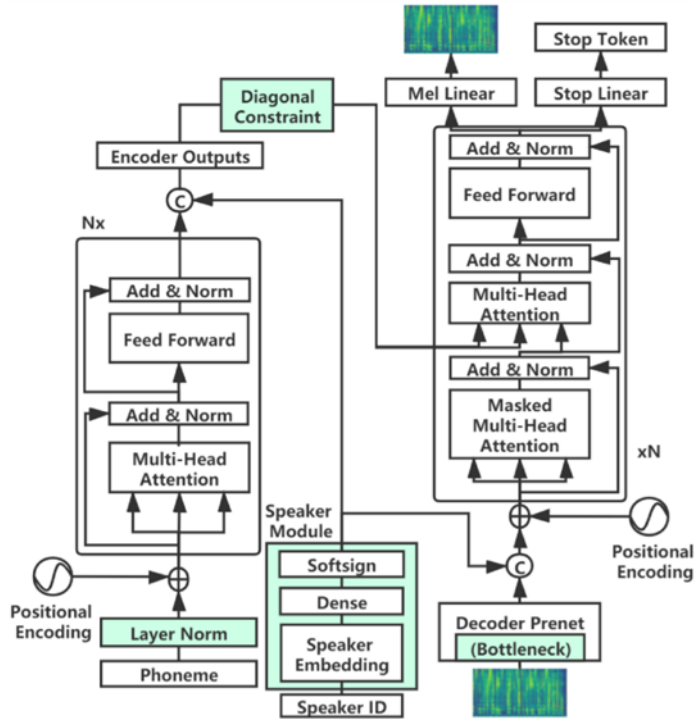 Stop Token
Mel Linear
Stop Linear
Diagonal
Constraint
Encoder Outputs
C
Nx
Add & Norm
Feed Forward
Add & Norm
Multi-Head
Attention
Positional
Encoding
Layer Norm
Phoneme
Speaker
Module
Softsign
Dense
Speaker
Embedding
Speaker ID
Add & Norm
Feed Forward
Add & Norm
Multi-Head
Attention
Add & Norm
Masked
Multi-Head
Attention
xN
Positional
Encoding
C
Decoder Prenet
(Bottleneck)